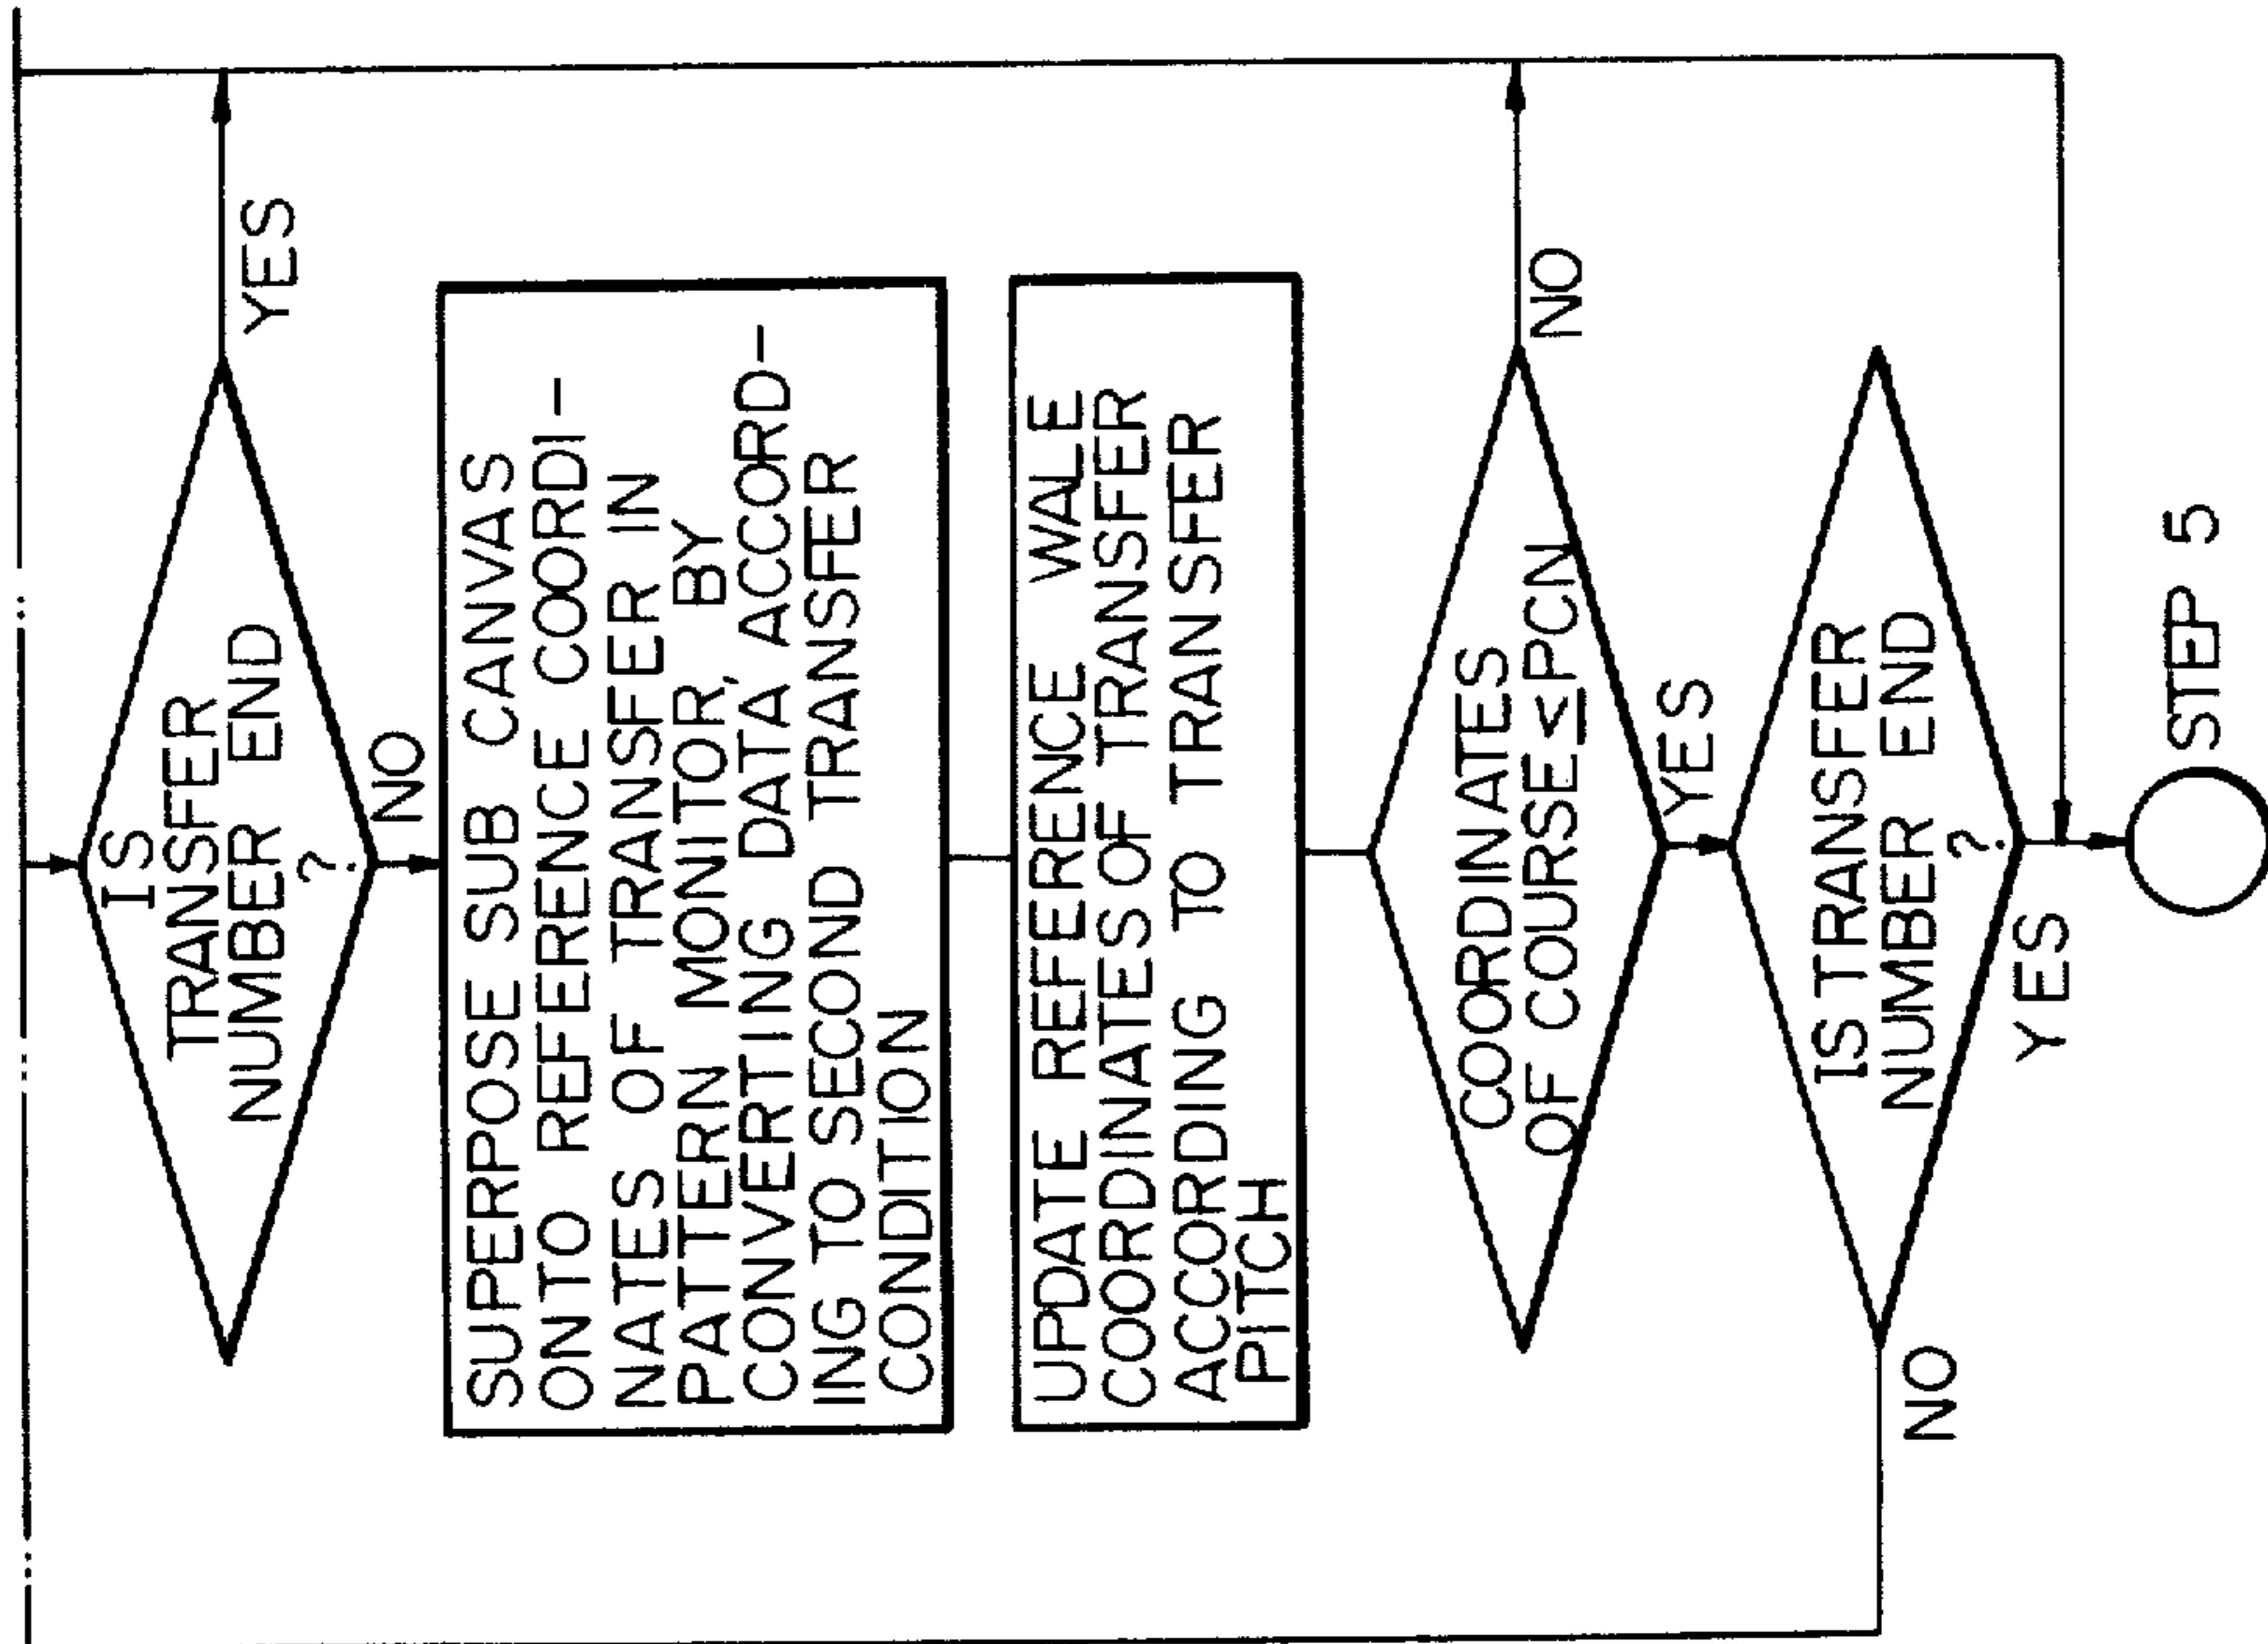 IS
TRANSFER
NUMBER END
?
YES
NO
SUPERPOSE SUB CANVAS
ONTO REFERENCE COORDI-
NATES OF TRANSFER IN
PATTERN MONITOR, BY
CONVERTING DATA, ACCORD-
ING TO SECOND TRANSFER
CONDITION
UPDATE REFERENCE WALE
COORDINATES OF TRANSFER
ACCORDING TO TRANSFER
PITCH
COORDINATES
OF COURSE≤PCN
NO
YES
IS TRANSFER
NUMBER END
?
NO
YES
STEP 5